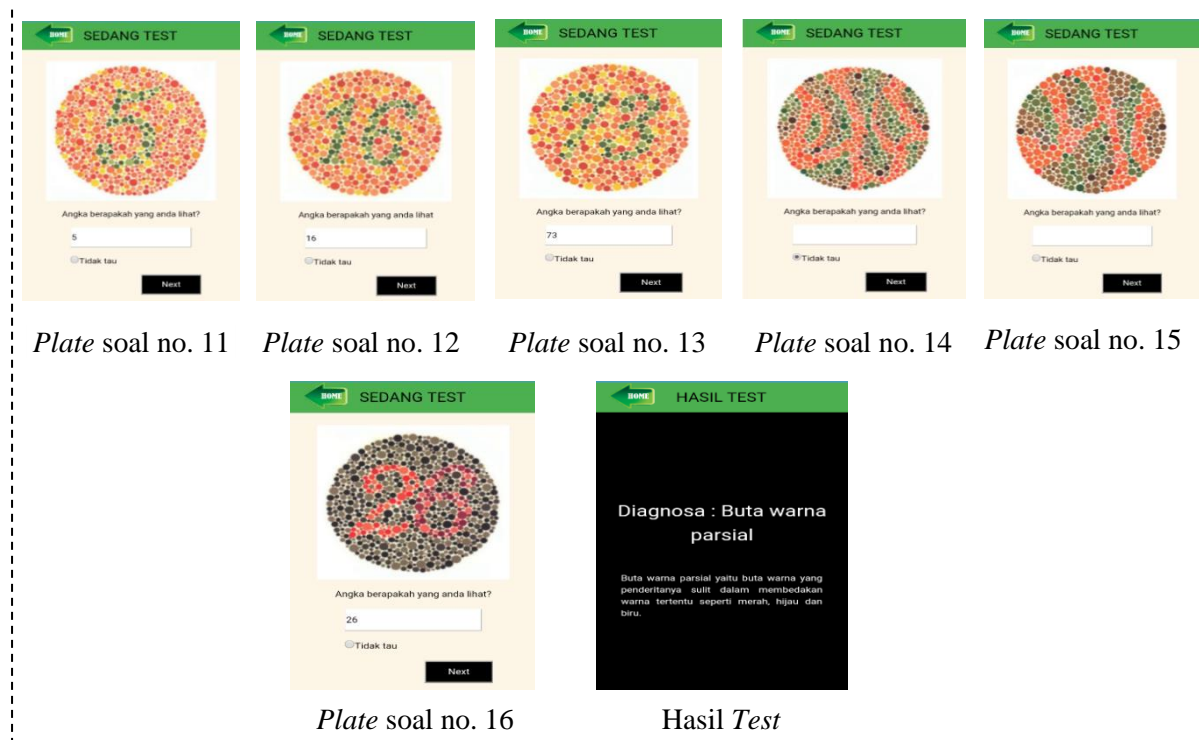 HOME SEDANG TEST
HOME SEDANG TEST
HOME SEDANG TEST
HOME SEDANG TEST
HOME SEDANG TEST
5
16
73
Angka berapakah yang anda lihat?
Angka berapakah yang anda lihat
Angka berapakah yang anda lihat?
Angka berapakah yang anda lihat?
Angka berapakah yang anda lihat?
5
16
73
Tidak tau
Tidak tau
Tidak tau
Tidak tau
Tidak tau
Next
Next
Next
Next
Next
Plate soal no. 11
Plate soal no. 12
Plate soal no. 13
Plate soal no. 14
Plate soal no. 15
HOME SEDANG TEST
26
Angka berapakah yang anda lihat?
26
Tidak tau
Next
Plate soal no. 16
HOME HASIL TEST
Diagnosa : Buta warna
parsial
Buta warna parsial yaitu buta warna yang
penderitanya sulit dalam membedakan
warna tertentu seperti merah, hijau dan
biru.
Hasil Test